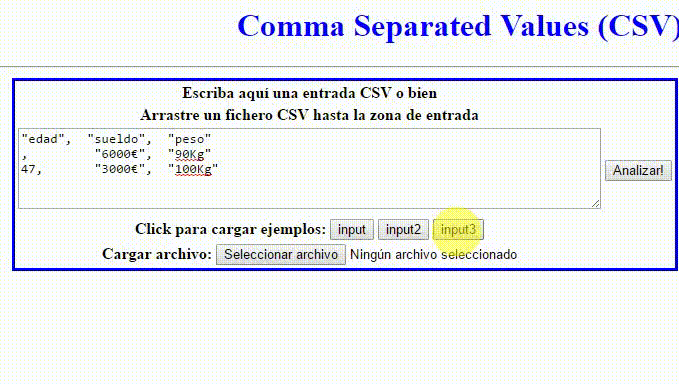 Comma Separated Values (CSV)
Escriba aquí una entrada CSV o bien
Arrastre un fichero CSV hasta la zona de entrada
"edad",  "sueldo",  "peso"
,         "6000€",  "90Kg"
47,       "3000€",  "100Kg"
Analizar!
Click para cargar ejemplos: input input2 input3
Cargar archivo: Seleccionar archivo Ningún archivo seleccionado